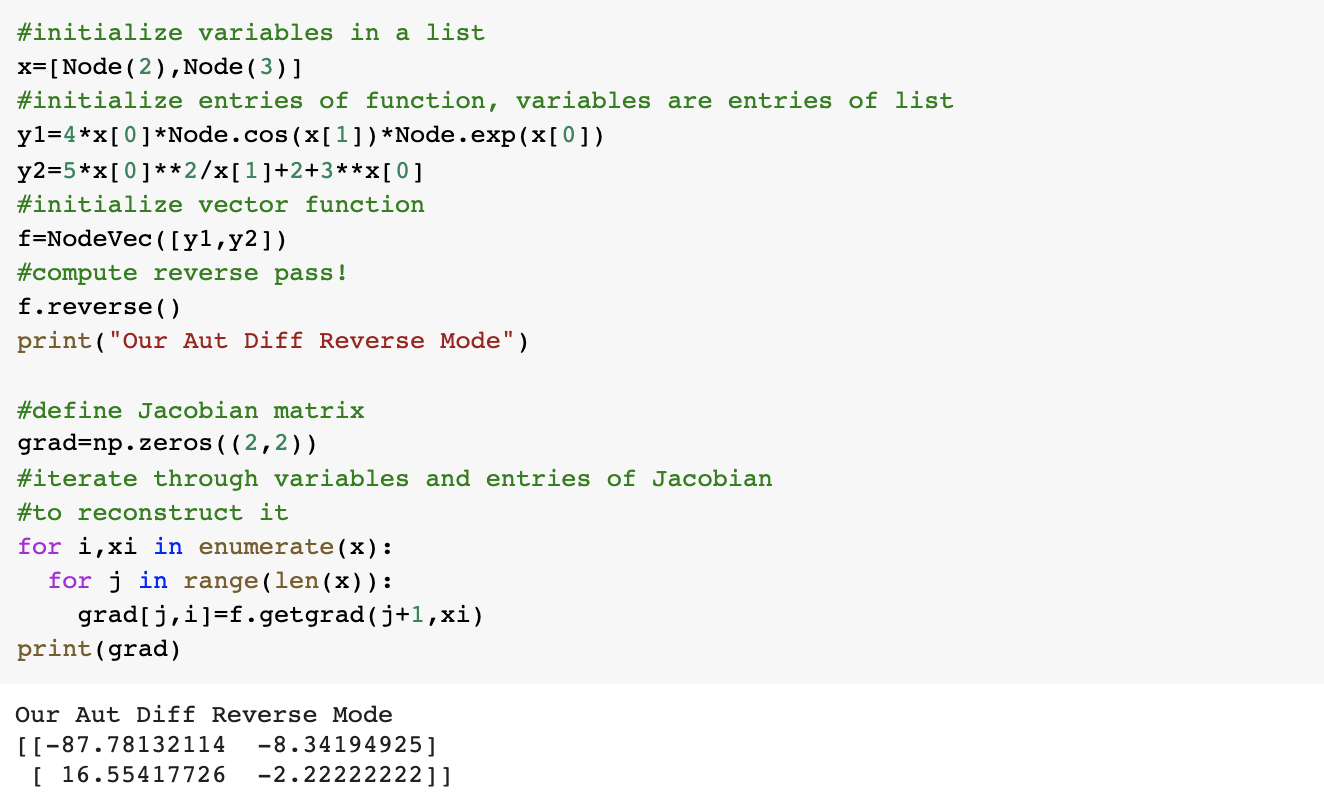 #initialize variables in a list
x=[Node(2),Node(3)]
#initialize entries of function, variables are entries of list
y1=4*x[0]*Node.cos(x[1])*Node.exp(x[0])
y2=5*x[0]**2/x[1]+2+3**x[0]
#initialize vector function
f=NodeVec([y1,y2])
#compute reverse pass!
f.reverse()
print("Our Aut Diff Reverse Mode")
#define Jacobian matrix
grad=np.zeros((2,2))
#iterate through variables and entries of Jacobian
#to reconstruct it
for i,xi in enumerate(x):
  for j in range(len(x)):
    grad[j,i]=f.getgrad(j+1,xi)
print(grad)
Our Aut Diff Reverse Mode
[[-87.78132114  -8.34194925]
 [ 16.55417726  -2.22222222]]